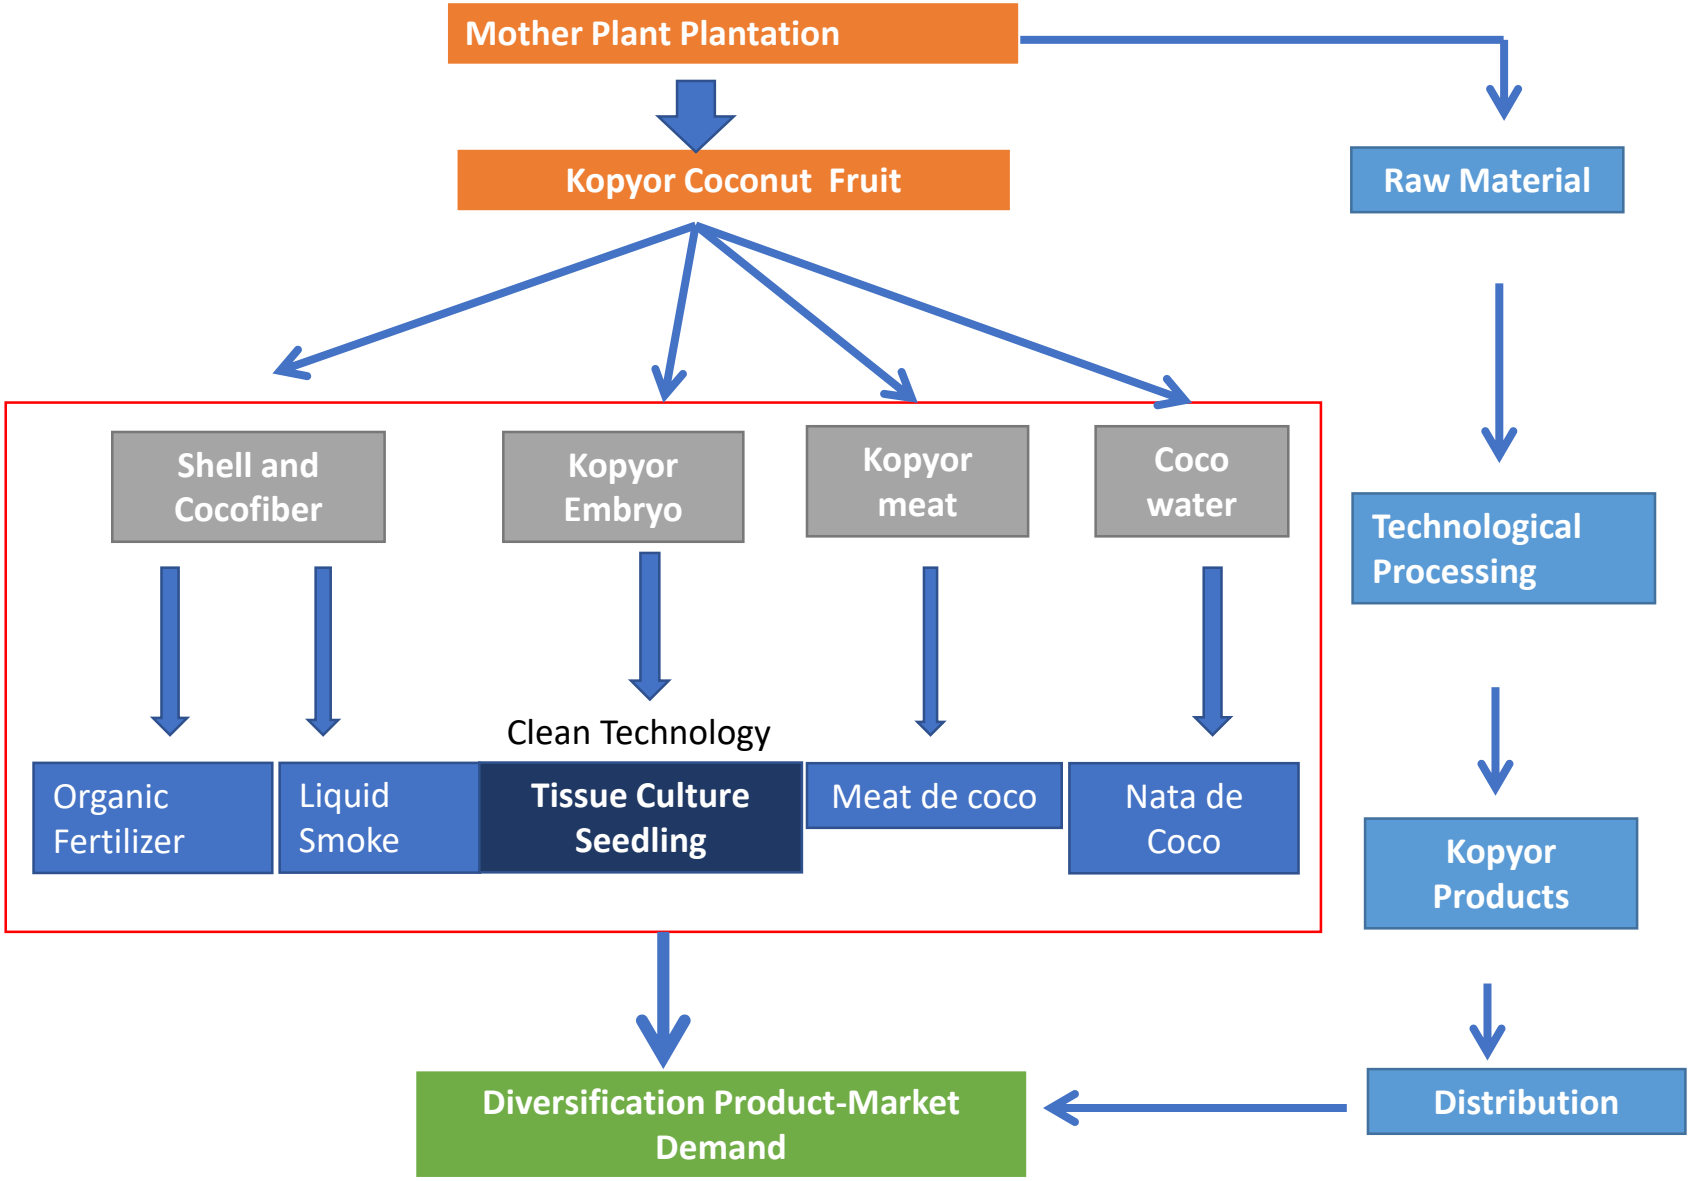 Mother Plant Plantation
Kopyor Coconut Fruit
Raw Material
Shell and
Cocofiber
Kopyor
Embryo
Kopyor
meat
Coco
water
Technological
Processing
Clean Technology
Organic
Fertilizer
Liquid
Smoke
Tissue Culture
Seedling
Meat de coco
Nata de
Coco
Kopyor
Products
Diversification Product-Market
Demand
Distribution